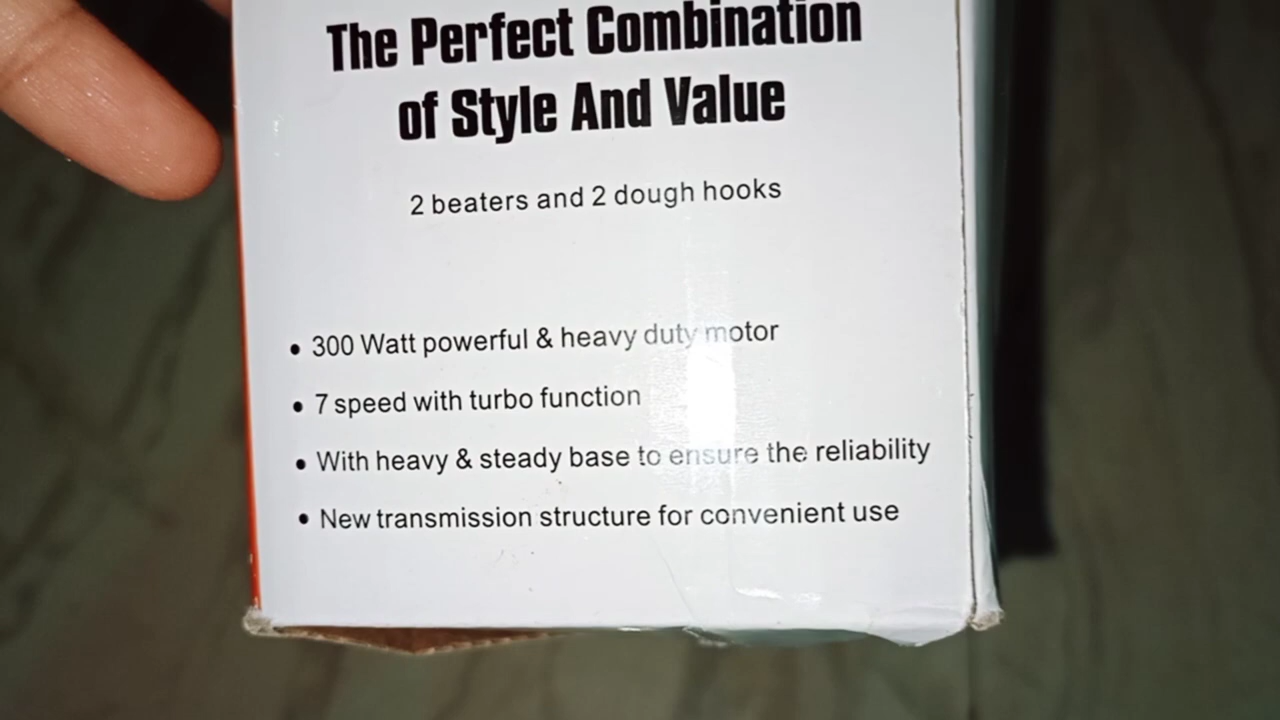 The Perfect Combination
of Style And Value
2 beaters and 2 dough hooks
• 300 Watt powerful & heavy duty motor
• 7 speed with turbo function
• With heavy & steady base to ensure the reliability
• New transmission structure for convenient use